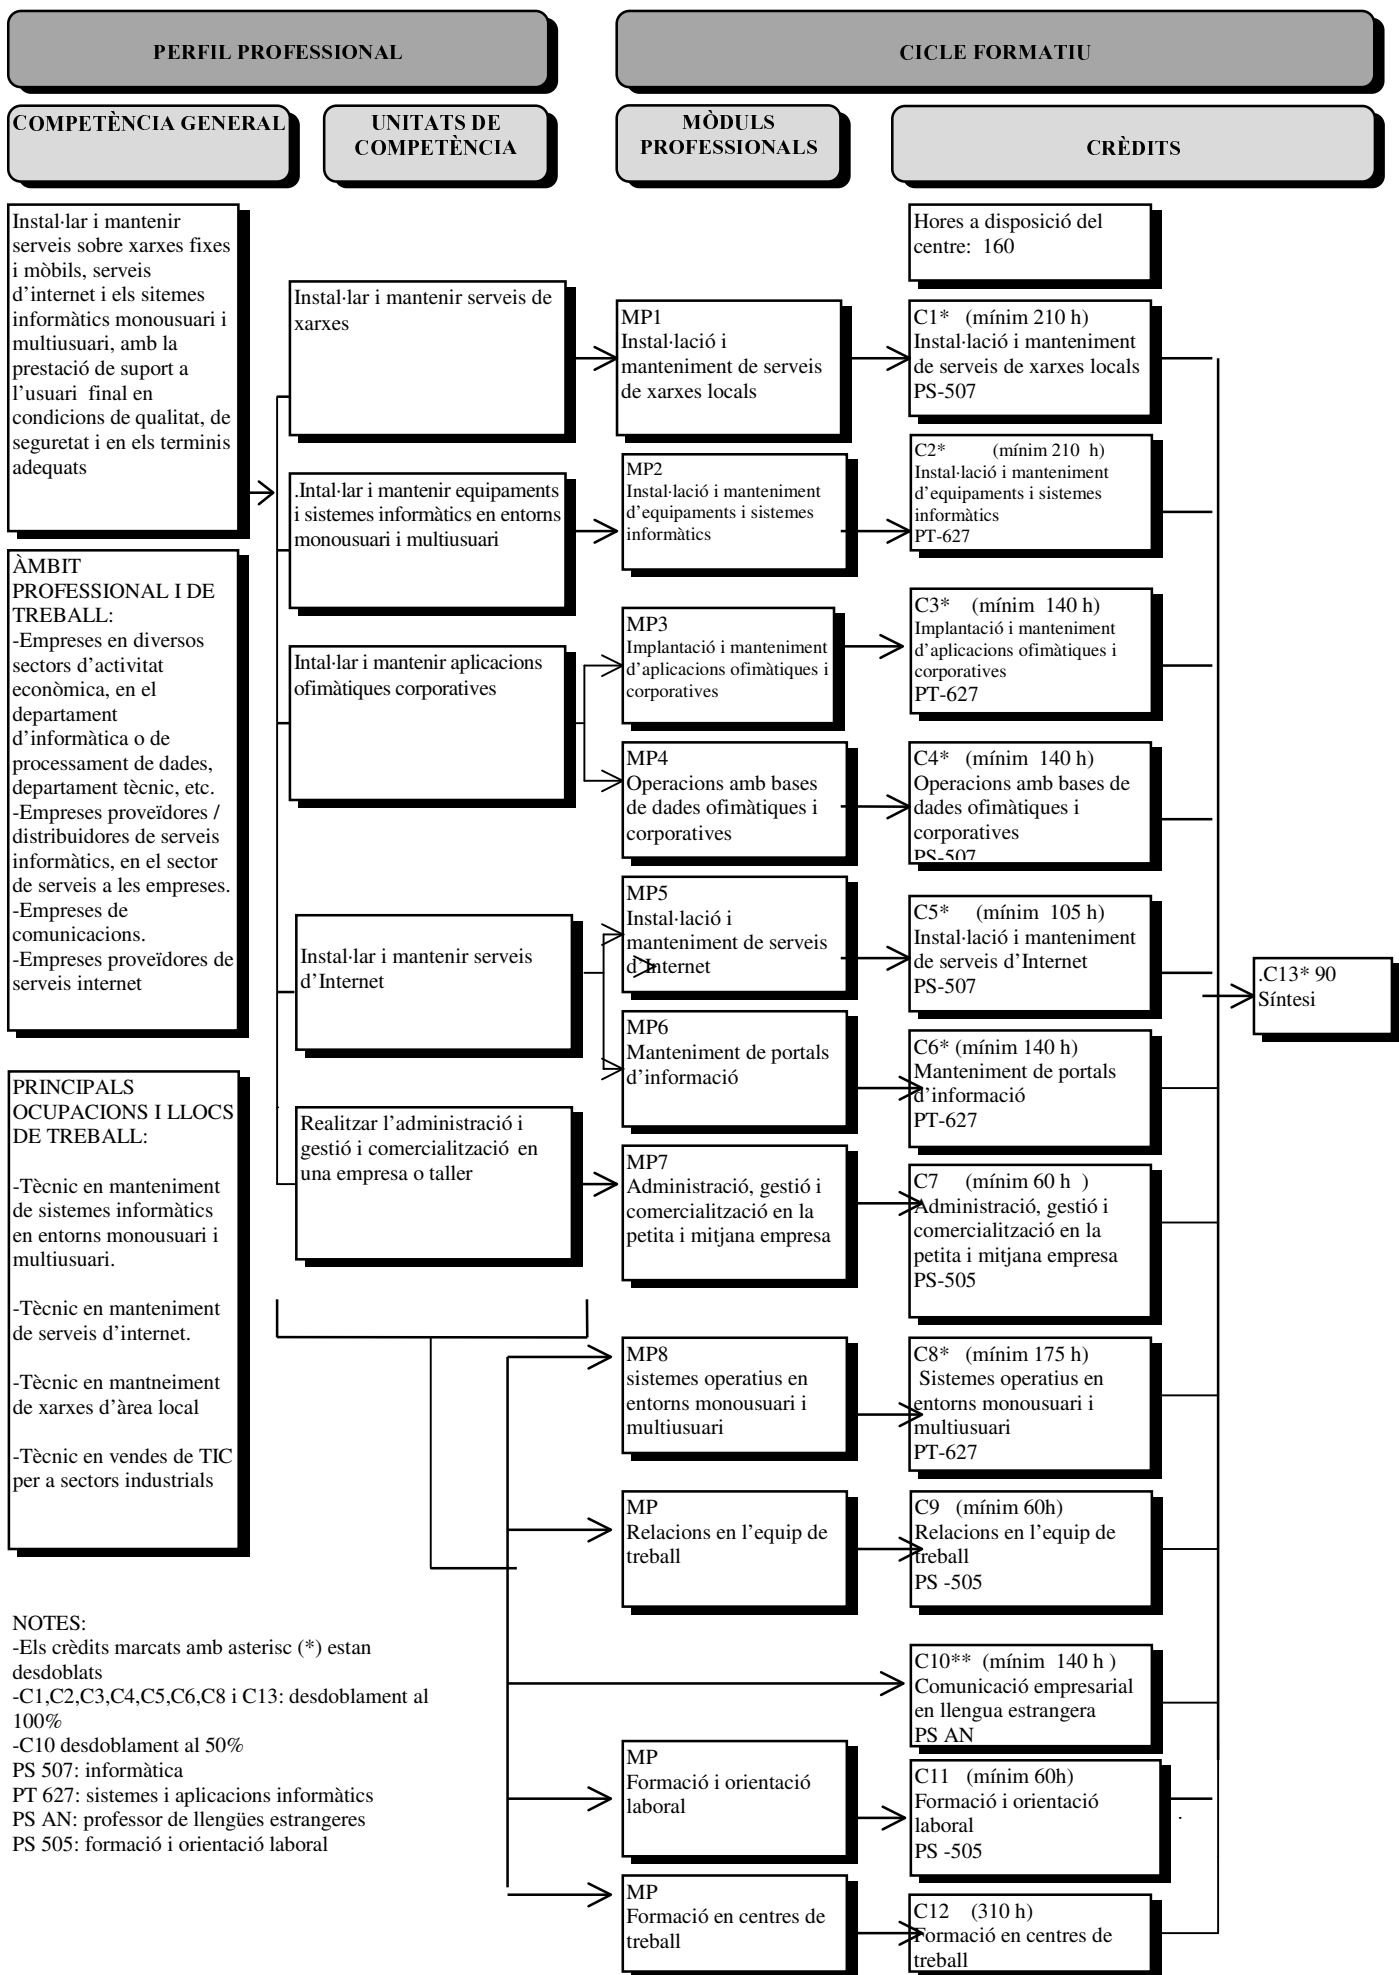 PERFIL PROFESSIONAL
CICLE FORMATIU
COMPETÈNCIA GENERAL
UNITATS DE
COMPETÈNCIA
MÒDULS
PROFESSIONALS
CRÈDITS
Instal·lar i mantenir
serveis sobre xarxes fixes
i mòbils, serveis
d’internet i els sitemes
informàtics monousuari i
multiusuari, amb la
prestació de suport a
l’usuari final en
condicions de qualitat, de
seguretat i en els terminis
adequats
ÀMBIT
PROFESSIONAL I DE
TREBALL:
-Empreses en diversos
sectors d’activitat
econòmica, en el
departament
d’informàtica o de
processament de dades,
departament tècnic, etc.
-Empreses proveïdores /
distribuidores de serveis
informàtics, en el sector
de serveis a les empreses.
-Empreses de
comunicacions.
-Empreses proveïdores de
serveis internet
PRINCIPALS
OCUPACIONS I LLOCS
DE TREBALL:
-Tècnic en manteniment
de sistemes informàtics
en entorns monousuari i
multiusuari.
-Tècnic en manteniment
de serveis d’internet.
-Tècnic en mantneiment
de xarxes d’àrea local
-Tècnic en vendes de TIC
per a sectors industrials
NOTES:
-Els crèdits marcats amb asterisc (*) estan
desdoblats
-C1,C2,C3,C4,C5,C6,C8 i C13: desdoblament al
100%
-C10 desdoblament al 50%
PS 507: informàtica
PT 627: sistemes i aplicacions informàtics
PS AN: professor de llengües estrangeres
PS 505: formació i orientació laboral
Instal·lar i mantenir serveis de
xarxes
.Intal·lar i mantenir equipaments
i sistemes informàtics en entorns
monousuari i multiusuari
Intal·lar i mantenir aplicacions
ofimàtiques corporatives
Instal·lar i mantenir serveis
d’Internet
Realitzar l’administració i
gestió i comercialització en
una empresa o taller
MP1
Instal·lació i
manteniment de serveis
de xarxes locals
MP2
Instal·lació i manteniment
d’equipaments i sistemes
informàtics
MP3
Implantació i manteniment
d’aplicacions ofimàtiques i
corporatives
MP4
Operacions amb bases
de dades ofimàtiques i
corporatives
MP5
Instal·lació i
manteniment de serveis
d’Internet
MP6
Manteniment de portals
d’informació
MP7
Administració, gestió i
comercialització en la
petita i mitjana empresa
MP8
sistemes operatius en
entorns monousuari i
multiusuari
MP
Relacions en l’equip de
treball
MP
Formació i orientació
laboral
MP
Formació en centres de
treball
Hores a disposició del
centre: 160
C1* (mínim 210 h)
Instal·lació i manteniment
de serveis de xarxes locals
PS-507
C2* (mínim 210 h)
Instal·lació i manteniment
d’equipaments i sistemes
informàtics
PT-627
C3* (mínim 140 h)
Implantació i manteniment
d’aplicacions ofimàtiques i
corporatives
PT-627
C4* (mínim 140 h)
Operacions amb bases de
dades ofimàtiques i
corporatives
PS-507
C5* (mínim 105 h)
Instal·lació i manteniment
de serveis d’Internet
PS-507
C6* (mínim 140 h)
Manteniment de portals
d’informació
PT-627
C7 (mínim 60 h )
Administració, gestió i
comercialització en la
petita i mitjana empresa
PS-505
C8* (mínim 175 h)
Sistemes operatius en
entorns monousuari i
multiusuari
PT-627
C9 (mínim 60h)
Relacions en l’equip de
treball
PS -505
C10** (mínim 140 h )
Comunicació empresarial
en llengua estrangera
PS AN
C11 (mínim 60h)
Formació i orientació
laboral
PS -505
C12 (310 h)
Formació en centres de
treball
.C13* 90
Síntesi